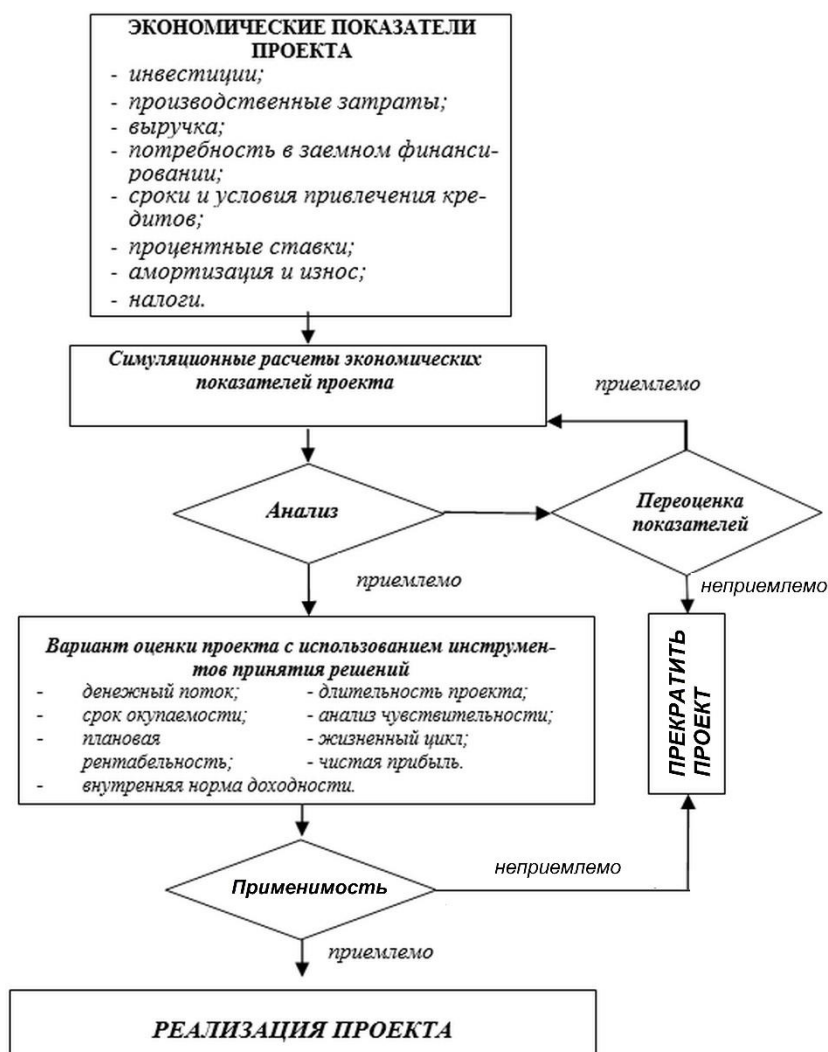 ЭКОНОМИЧЕСКИЕ ПОКАЗАТЕЛИ
ПРОЕКТА
- инвестиции;
- производственные затраты;
- выручка;
- потребность в заемном финанси-
ровании;
- сроки и условия привлечения кре-
дитов;
- процентные ставки;
- амортизация и износ;
- налоги.
Симуляционные расчеты экономических
показателей проекта
приемлемо
Анализ
Переоценка
показателей
приемлемо
неприемлемо
Вариант оценки проекта с использованием инструмен-
тов принятия решений
- денежный поток; - длительность проекта;
- срок окупаемости; - анализ чувствительности;
- плановая - жизненный цикл;
рентабельность; - чистая прибыль.
- внутренняя норма доходности.
ПРЕКРАТИТЬ
ПРОЕКТ
Применимость
неприемлемо
приемлемо
РЕАЛИЗАЦИЯ ПРОЕКТА